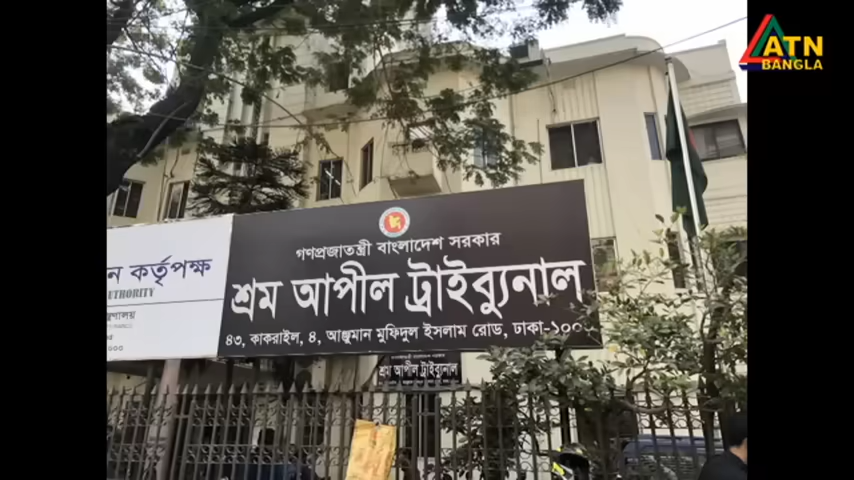 ATN
BANGLA
গণপ্রজাতন্ত্রী বাংলাদেশ সরকার
শ্রম আপীল ট্রাইব্যুনাল
৪৩, কাকরাইল, ৪, আঞ্জুমান মুফিদুল ইসলাম রোড, ঢাকা-১০০
ন কর্তৃপক্ষ
UTHORITY
শ্রম আপীল ট্রাইব্যুনাল